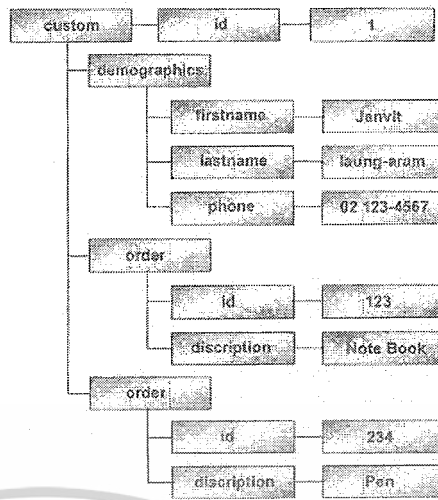 custom id 1
demographics
firstname Janvit
lastname laung-aram
phone 02 123-4567
order
id 123
discription Note Book
order
id 234
discription Pen